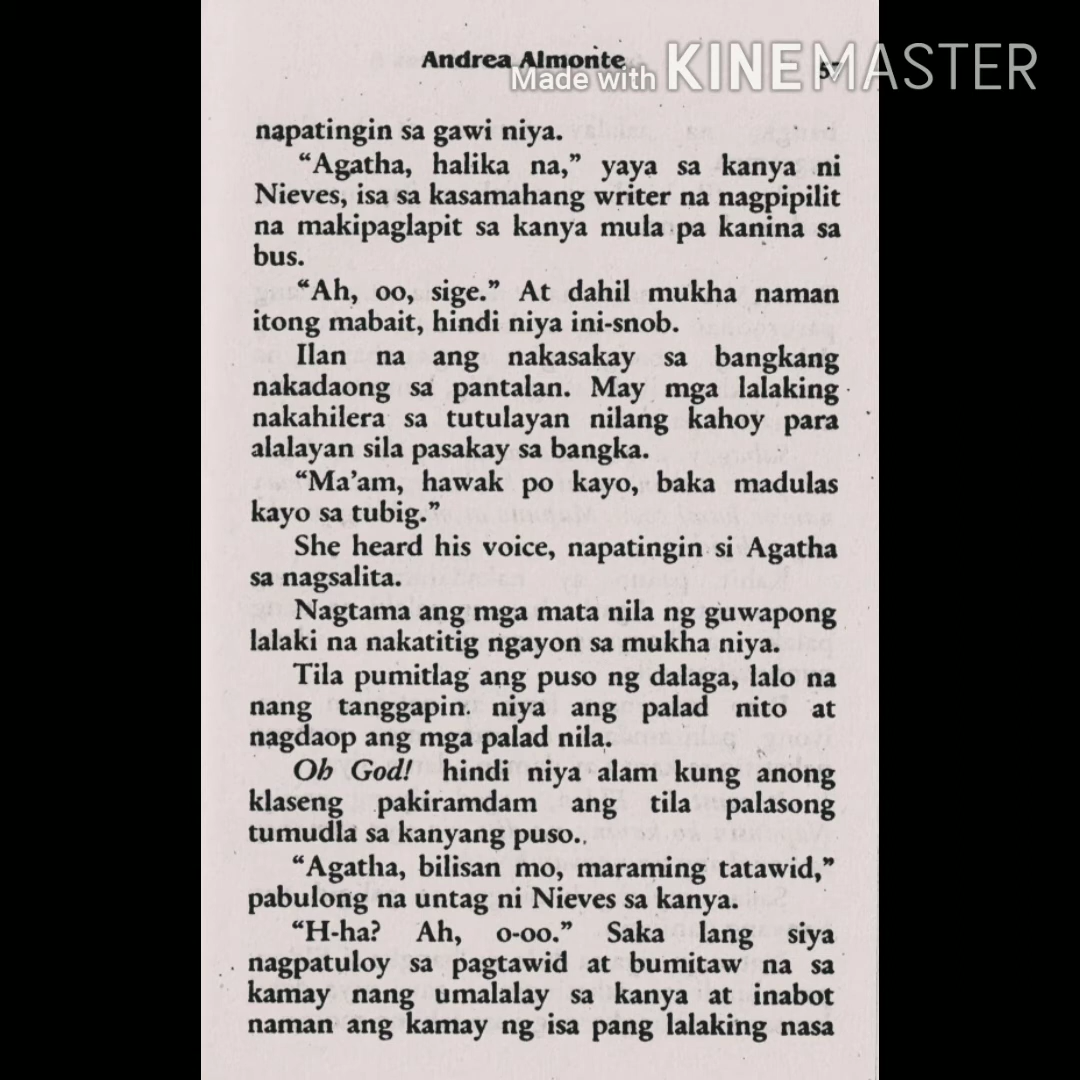 Andrea Almonte 57
Made with KINEMASTER
napatingin sa gawi niya.
“Agatha, halika na,” yaya sa kanya ni
Nieves, isa sa kasamahang writer na nagpipilit
na makipaglapit sa kanya mula pa kanina sa
bus.
“Ah, oo, sige.” At dahil mukha naman
itong mabait, hindi niya ini-snob.
Ilan na ang nakasakay sa bangkang
nakadaong sa pantalan. May mga lalaking
nakahilera sa tutulayan nilang kahoy para
alalayan sila pasakay sa bangka.
“Ma’am, hawak po kayo, baka madulas
kayo sa tubig.”
She heard his voice, napatingin si Agatha
sa nagsalita.
Nagtama ang mga mata nila ng guwapong
lalaki na nakatitig ngayon sa mukha niya.
Tila pumitlag ang puso ng dalaga, lalo na
nang tanggapin niya ang palad nito at
nagdaop ang mga palad nila.
Oh God! hindi niya alam kung anong
klaseng pakiramdam ang tila palasong
tumudla sa kanyang puso.
“Agatha, bilisan mo, maraming tatawid,”
pabulong na untag ni Nieves sa kanya.
“H-ha? Ah, o-oo.” Saka lang siya
nagpatuloy sa pagtawid at bumitaw na sa
kamay nang umalalay sa kanya at inabot
naman ang kamay ng isa pang lalaking nasa